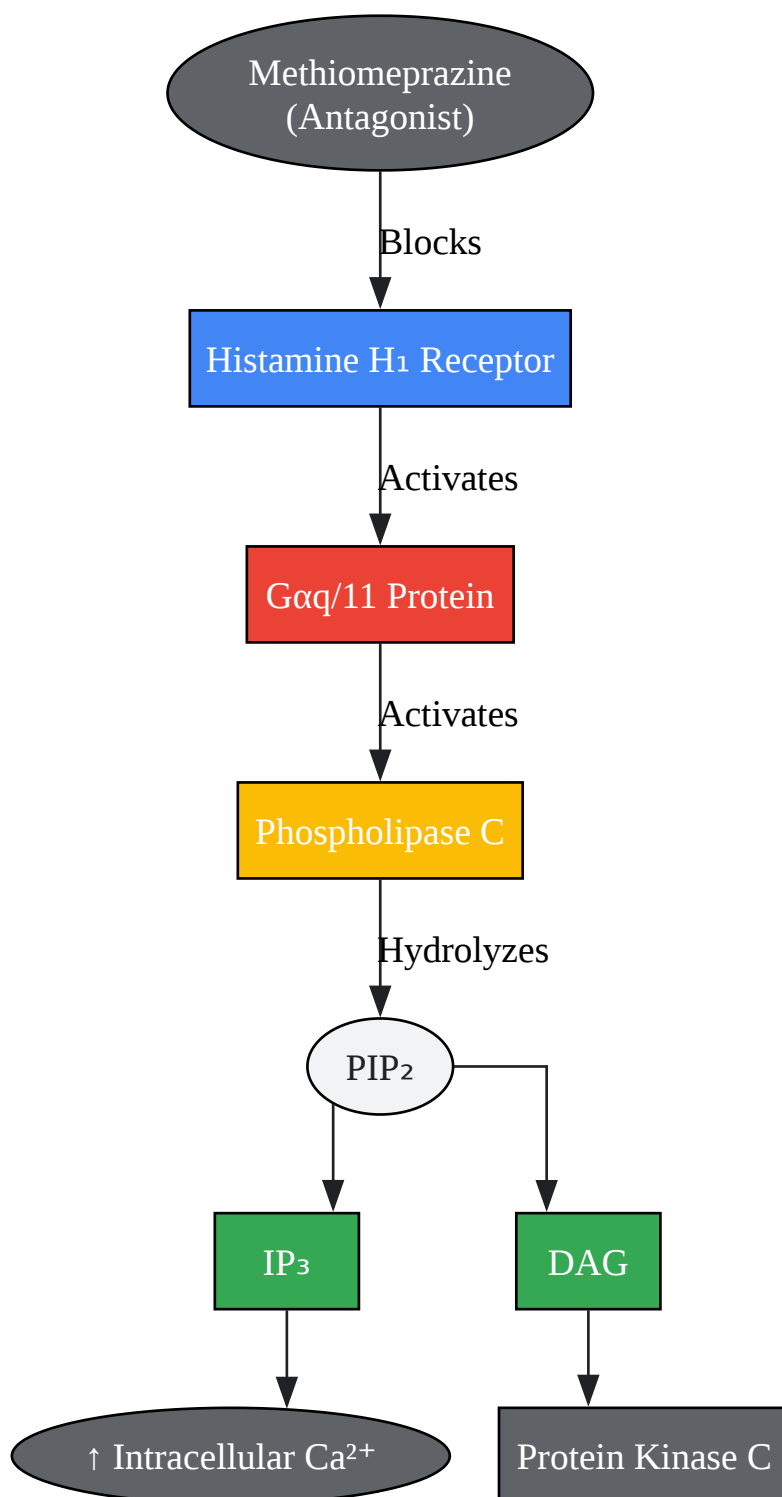 Methiomeprazine
(Antagonist)
Blocks
Histamine H₁ Receptor
Activates
Gαq/11 Protein
Activates
Phospholipase C
Hydrolyzes
PIP₂
IP₃
DAG
↑ Intracellular Ca²⁺
Protein Kinase C